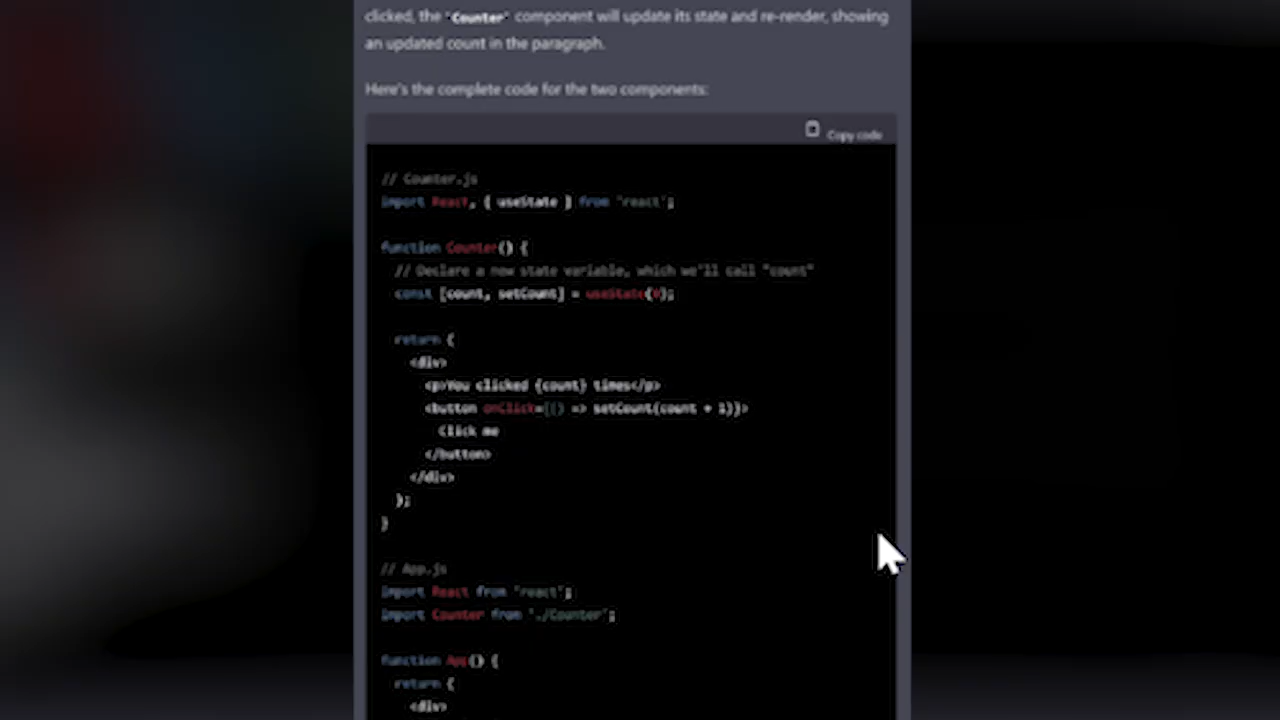 clicked, the `Counter` component will update its state and re-render, showing
an updated count in the paragraph.
Here's the complete code for the two components:
Copy code
// Counter.js
import React, { useState } from 'react';
function Counter() {
// Declare a new state variable, which we'll call "count"
const [count, setCount] = useState(0);
return (
<div>
<p>You clicked {count} times</p>
<button onClick={() => setCount(count + 1)}>
Click me
</button>
</div>
);
}
// App.js
import React from 'react';
import Counter from './Counter';
function App() {
return (
<div>